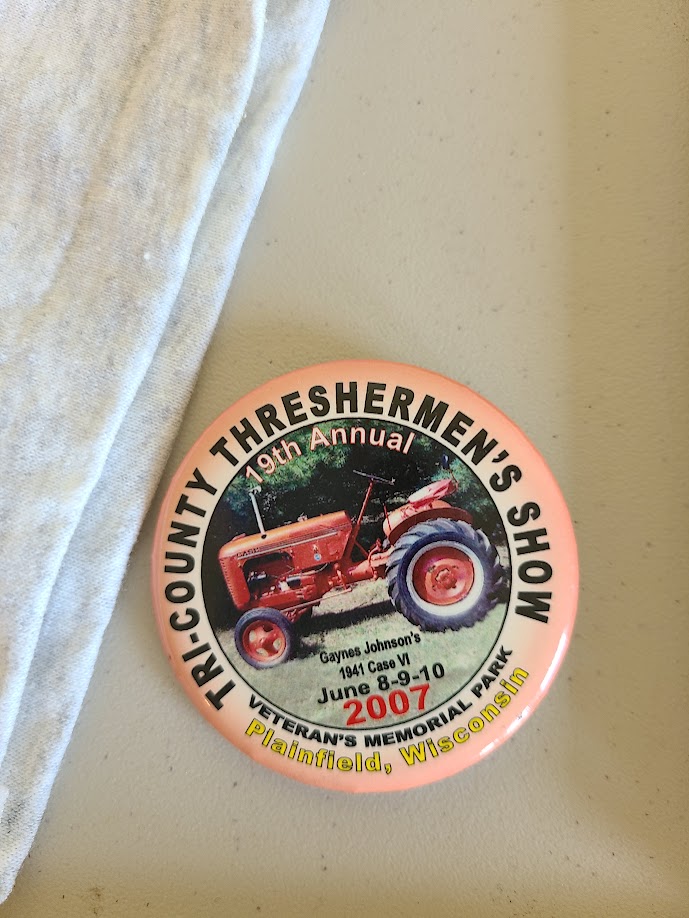 TRI-COUNTY THRESHERMEN'S SHOW
19th Annual
CASE
Gaynes Johnson's
1941 Case VI
June 8-9-10
2007
VETERAN'S MEMORIAL PARK
Plainfield, Wisconsin